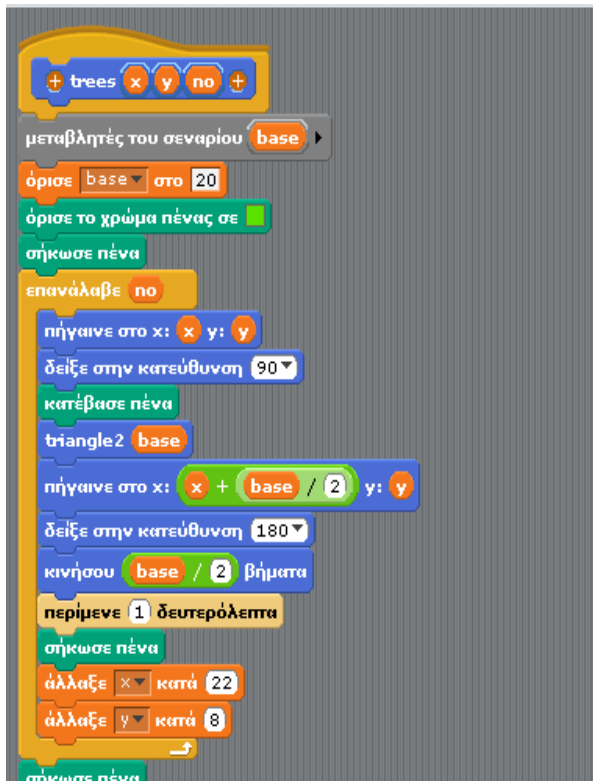 + trees x y no +
μεταβλητές του σεναρίου base
όρισε base στο 20
όρισε το χρώμα πένας σε
σήκωσε πένα
επανάλαβε no
πήγαινε στο x: x y: y
δείξε στην κατεύθυνση 90
κατέβασε πένα
triangle2 base
πήγαινε στο x: x + base / 2 y: y
δείξε στην κατεύθυνση 180
κινήσου base / 2 βήματα
περίμενε 1 δευτερόλεπτα
σήκωσε πένα
άλλαξε x κατά 22
άλλαξε y κατά 8
σήκωσε πένα